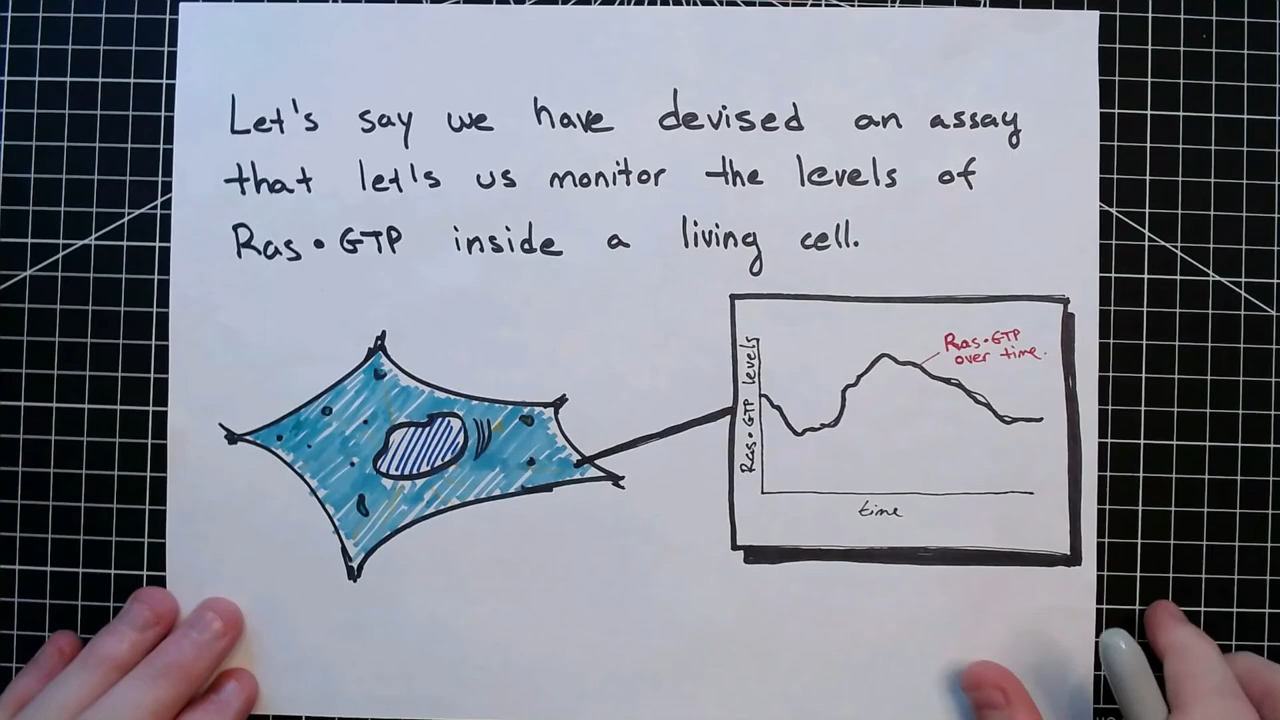 Let's say we have devised an assay
that let's us monitor the levels of
Ras•GTP inside a living cell.
Ras•GTP levels
Ras•GTP
over time.
time